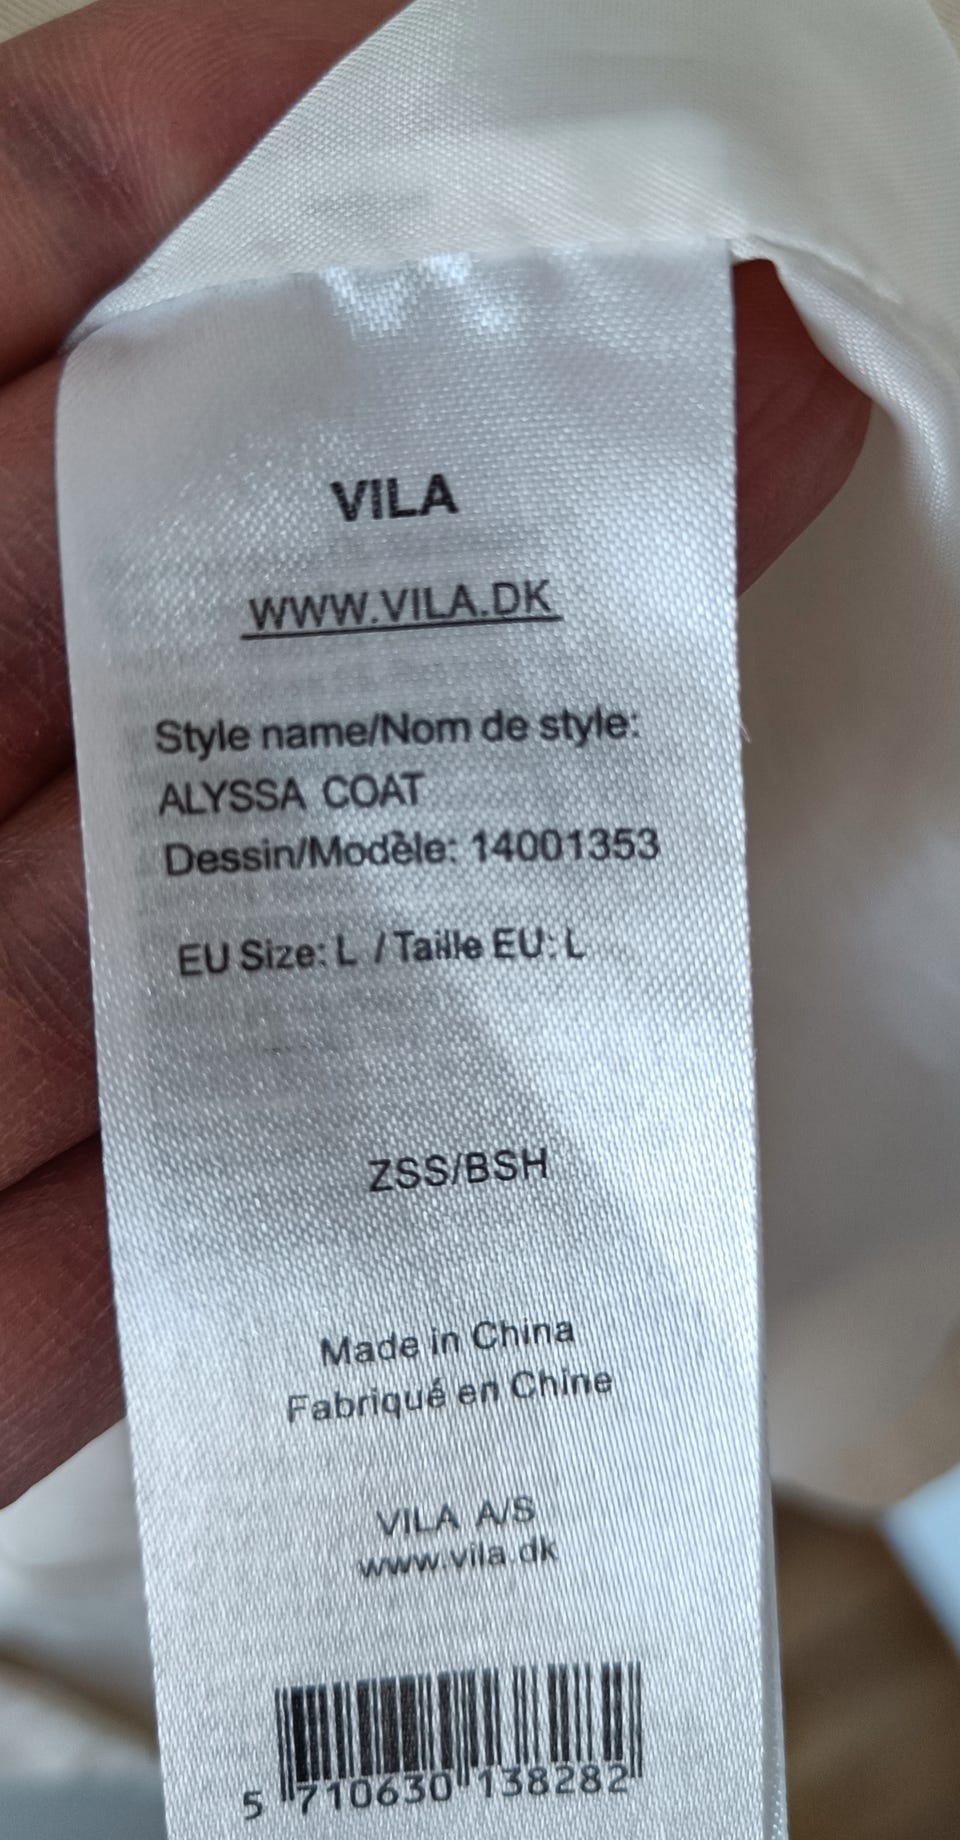 VILA
WWW.VILA.DK
Style name/Nom de style:
ALYSSA COAT
Dessin/Modèle: 14001353
EU Size: L / Taille EU: L
ZSS/BSH
Made in China
Fabriqué en Chine
VILA A/S
www.vila.dk
5 710630 138282